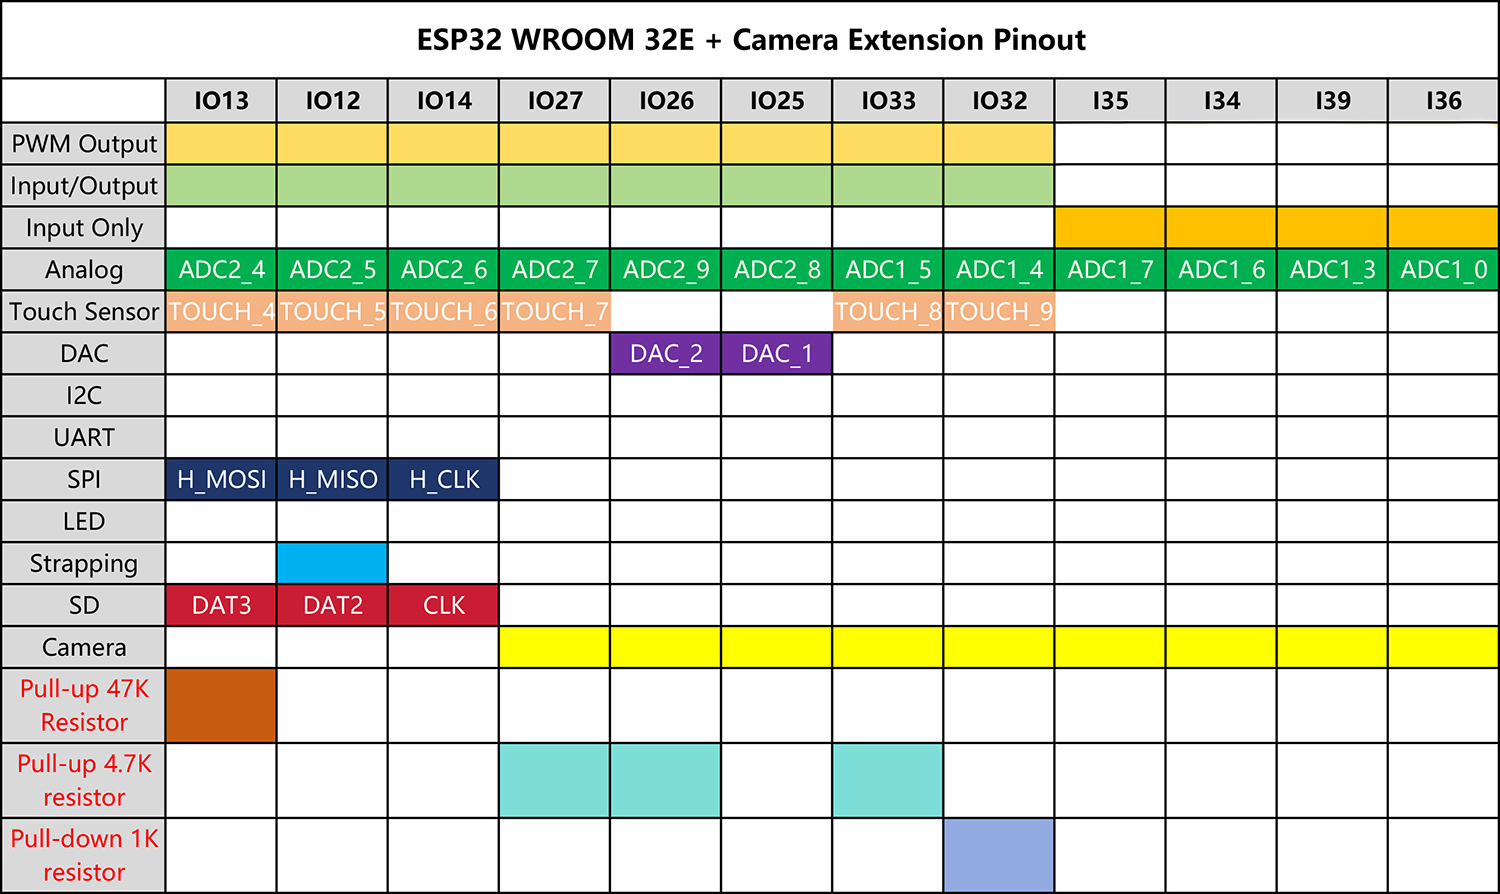 ESP32 WROOM 32E + Camera Extension Pinout
IO13 IO12 IO14 IO27 IO26 IO25 IO33 IO32 I35 I34 I39 I36
PWM Output
Input/Output
Input Only
Analog ADC2_4 ADC2_5 ADC2_6 ADC2_7 ADC2_9 ADC2_8 ADC1_5 ADC1_4 ADC1_7 ADC1_6 ADC1_3 ADC1_0
Touch Sensor TOUCH_4 TOUCH_5 TOUCH_6 TOUCH_7 TOUCH_8 TOUCH_9
DAC DAC_2 DAC_1
I2C
UART
SPI H_MOSI H_MISO H_CLK
LED
Strapping
SD DAT3 DAT2 CLK
Camera
Pull-up 47K
Resistor
Pull-up 4.7K
resistor
Pull-down 1K
resistor